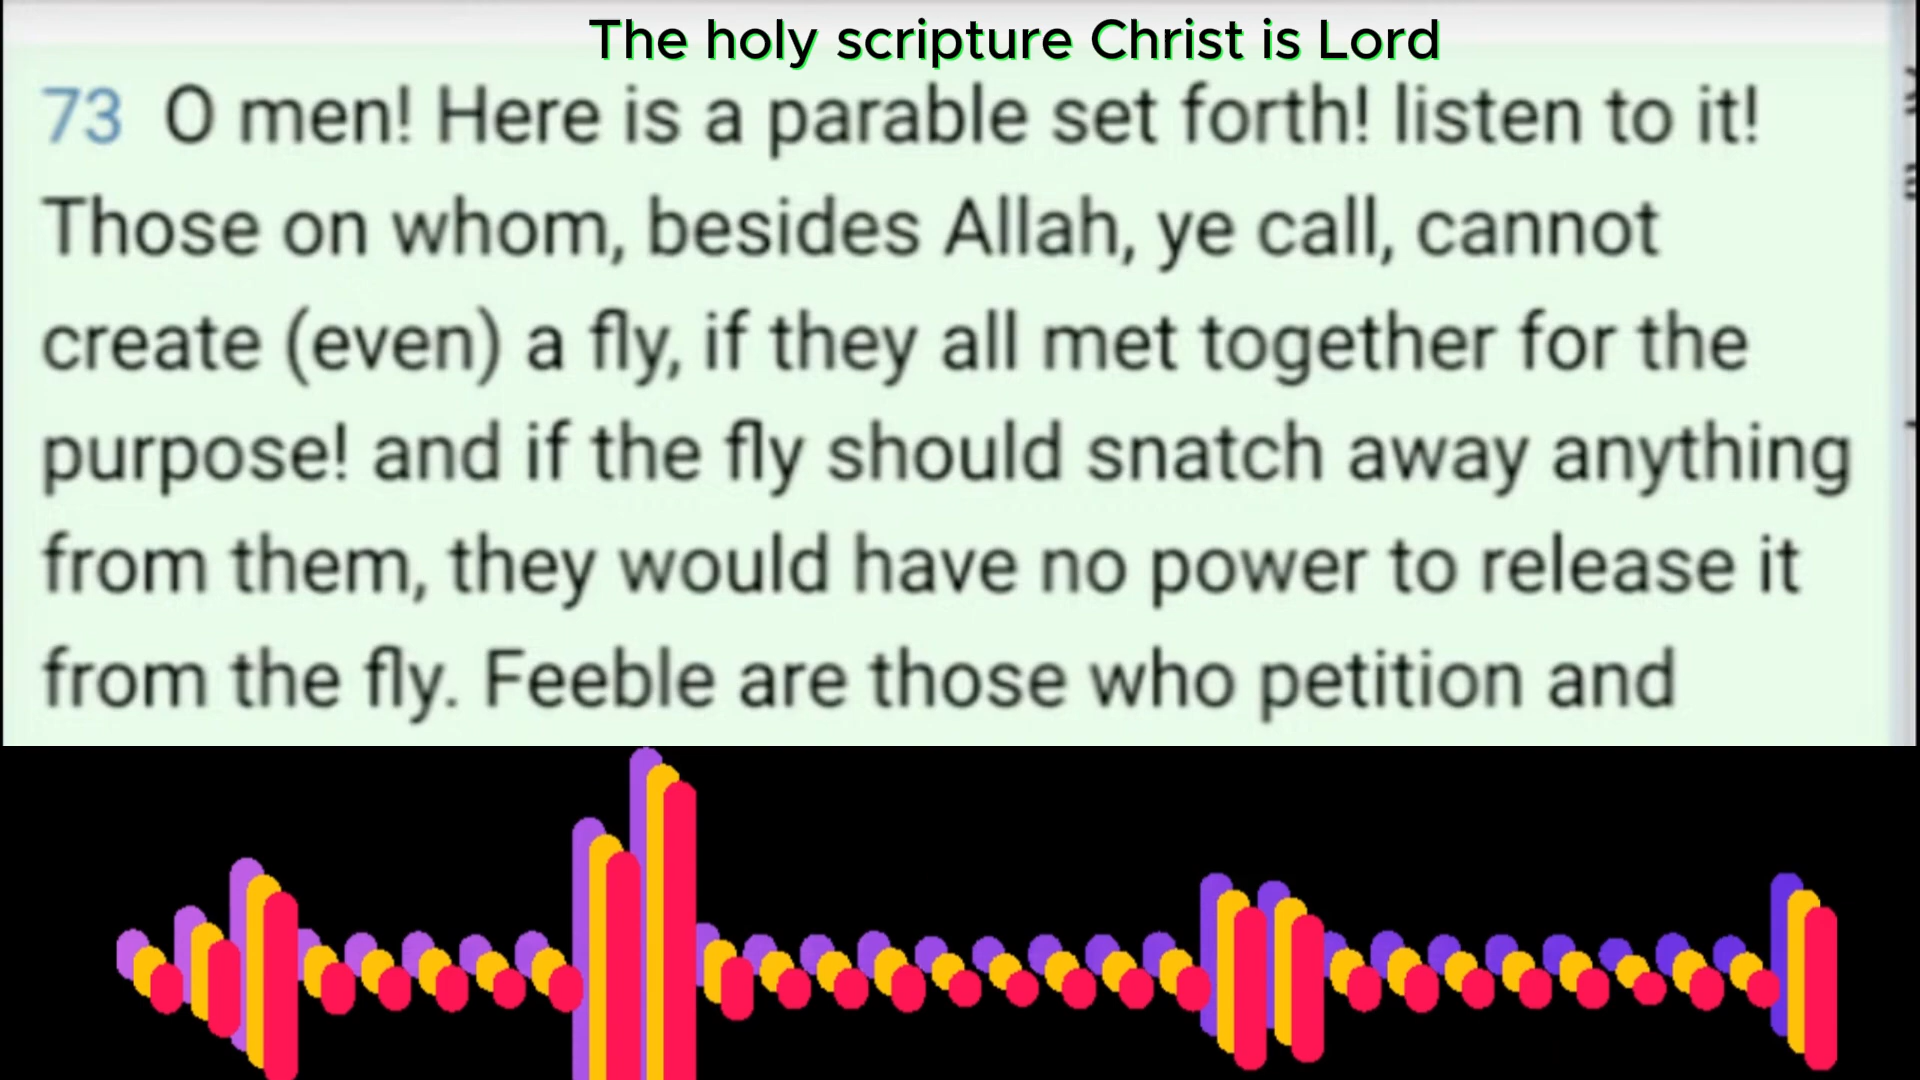 The holy scripture Christ is Lord
73 O men! Here is a parable set forth! listen to it!
Those on whom, besides Allah, ye call, cannot
create (even) a fly, if they all met together for the
purpose! and if the fly should snatch away anything
from them, they would have no power to release it
from the fly. Feeble are those who petition and